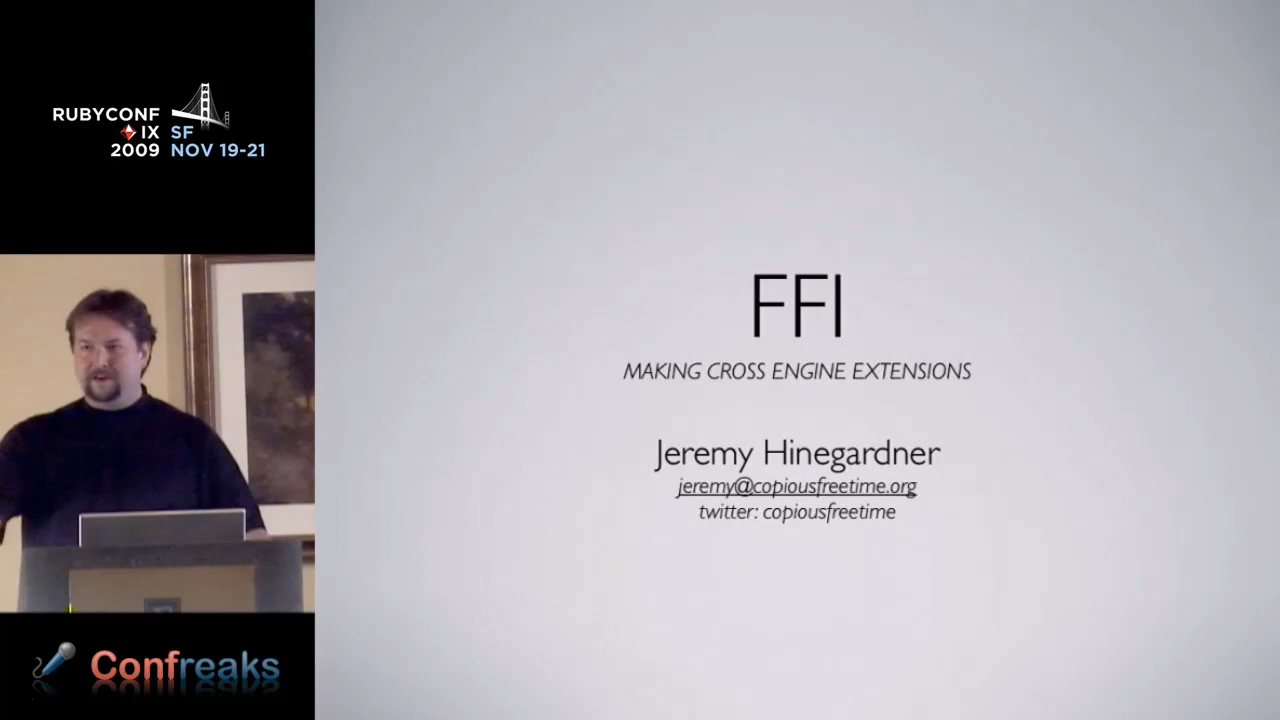 RUBYCONF
IX SF
2009 NOV 19-21
FFI
MAKING CROSS ENGINE EXTENSIONS
Jeremy Hinegardner
jeremy@copiousfreetime.org
twitter: copiousfreetime
Confreaks